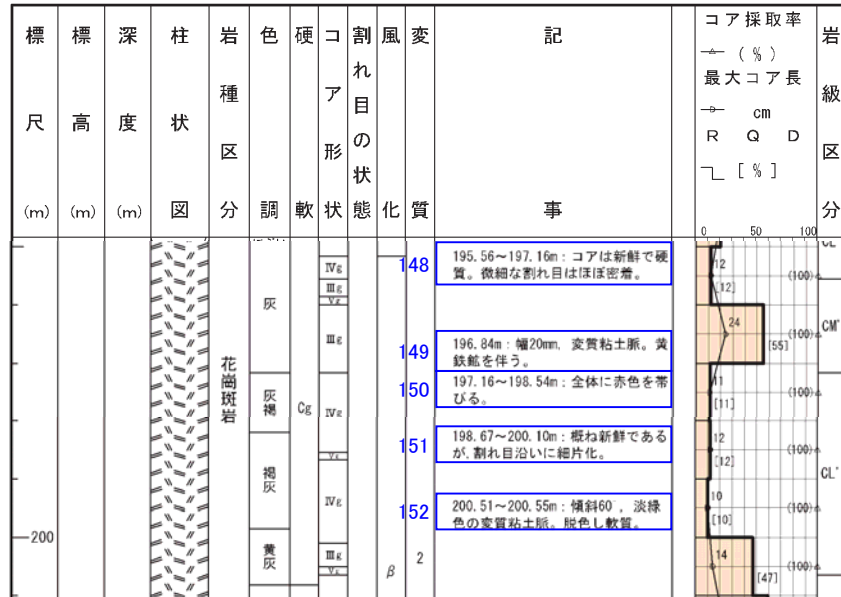 標尺(m)
標高(m)
深度(m)
柱状図
岩種区分
色調
硬軟
コア形状
割れ目の状態
風化
変質
記事
コア採取率
(%)
最大コア長
cm
R Q D
[%]
岩級区分
0 50 100
148
195.56~197.16m:コアは新鮮で硬
質。微細な割れ目はほぼ密着。
149
196.84m:幅20mm、変質粘土脈。黄
鉄鉱を伴う。
150
197.16~198.54m:全体に赤色を帯
びる。
151
198.67~200.10m:概ね新鮮である
が、割れ目沿いに細片化。
152
200.51~200.55m:傾斜60゜、淡緑
色の変質粘土脈。脱色し軟質。
200
花崗斑岩
灰
灰褐
褐灰
黄灰
Cg
Ⅳg
Ⅲg
Ⅴg
Ⅲg
Ⅳg
Ⅴg
Ⅳg
Ⅲg
Ⅴg
β
2
12
(100)
[12]
24
(100)
[55]
11
(100)
[11]
12
(100)
[12]
10
(100)
[10]
14
(100)
[47]
CM'
CL'